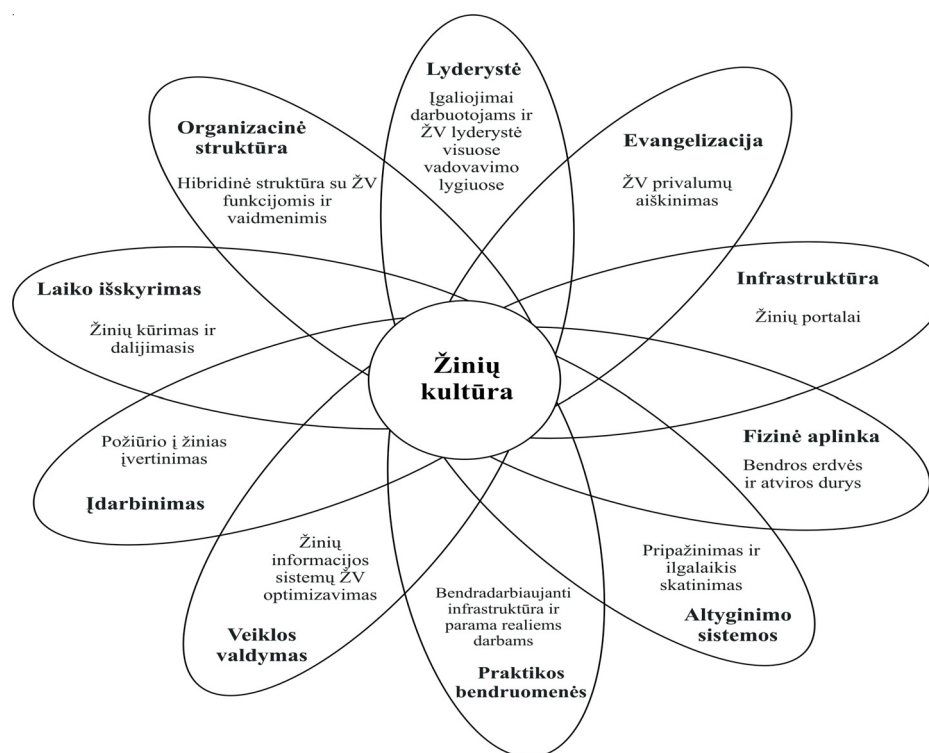 Lyderystė
Įgaliojimai
darbuotojams ir
ŽV lyderystė
visuose
vadovavimo
lygiuose
Evangelizacija
ŽV privalumų
aiškinimas
Infrastruktūra
Žinių portalai
Fizinė aplinka
Bendros erdvės
ir atviros durys
Pripažinimas ir
ilgalaikis
skatinimas
Altyginimo
sistemos
Bendradarbiaujanti
infrastruktūra ir
parama realiems
darbams
Praktikos
bendruomenės
Žinių
informacijos
sistemų ŽV
optimizavimas
Veiklos
valdymas
Požiūrio į žinias
įvertinimas
Įdarbinimas
Laiko išskyrimas
Žinių kūrimas ir
dalijimasis
Organizacinė
struktūra
Hibridinė struktūra su ŽV
funkcijomis ir
vaidmenimis
Žinių
kultūra